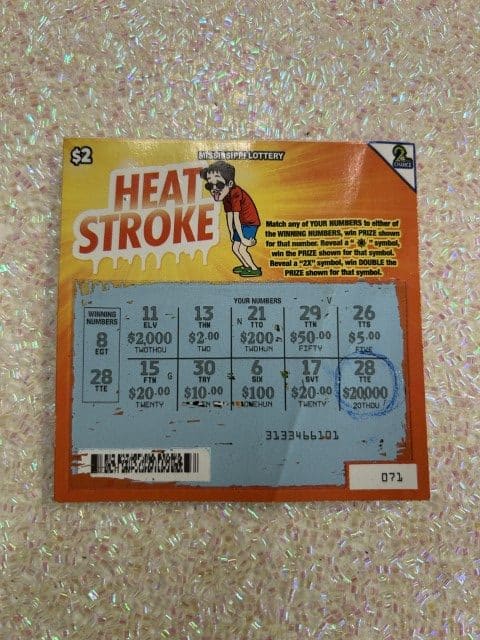 $2
MISSISSIPPI LOTTERY
2nd CHANCE
HEAT
STROKE
Match any of YOUR NUMBERS to either of
the WINNING NUMBERS, win PRIZE shown
for that number. Reveal a " " symbol,
win the PRIZE shown for that symbol.
Reveal a "2X" symbol, win DOUBLE the
PRIZE shown for that symbol.
WINNING
NUMBERS
8
EGT
28
TTE
YOUR NUMBERS V
11 13 N 21 29 26
ELV THN TTO TTN TTS
$2,000 $2.00 $200 $50.00 $5.00
TWOTHOU TWO TWOHUN FIFTY FIVE
15 G 30 6 17 28
FTN TRY SIX SVT TTE
$20.00 $10.00 $100 $20.00 $20,000
TWENTY ONEHUN TWENTY 20THOU
3133466101
071